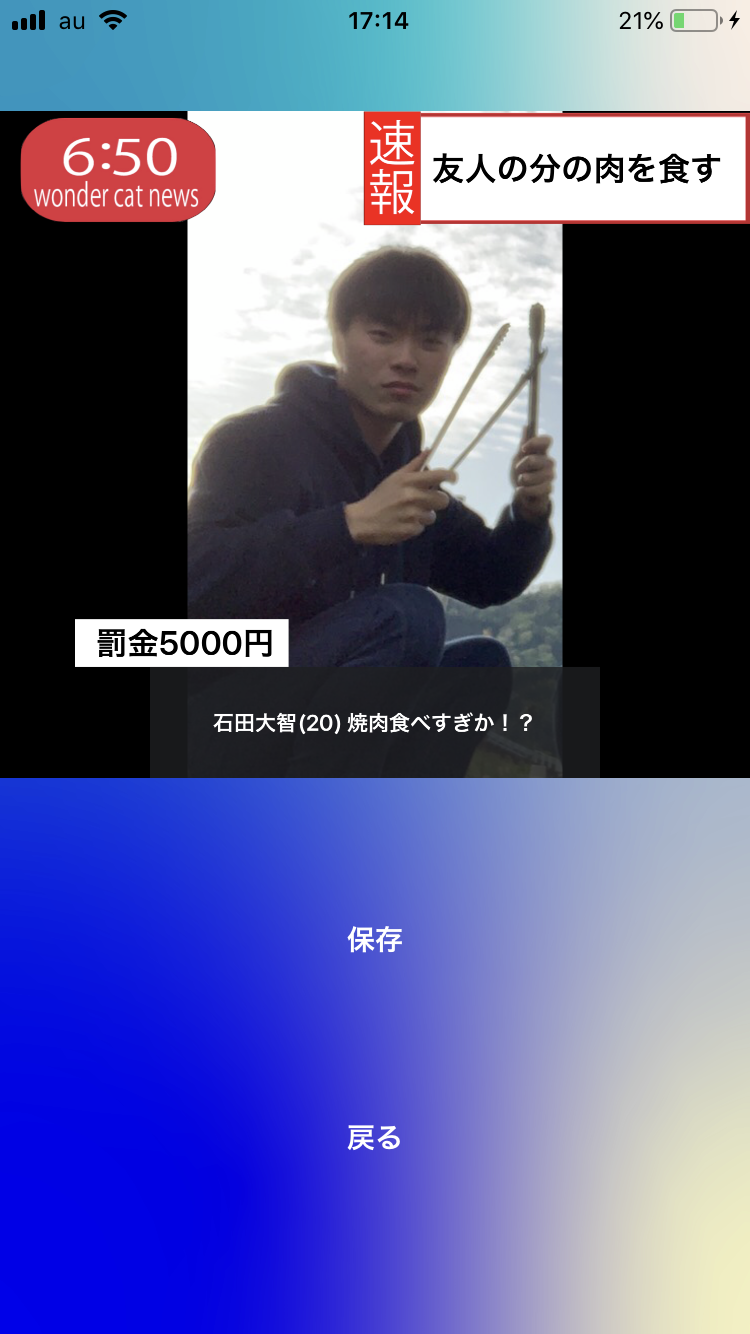 au 17:14 21%
6:50
wonder cat news
速報
友人の分の肉を食す
罰金5000円
石田大智(20) 焼肉食べすぎか！？
保存
戻る